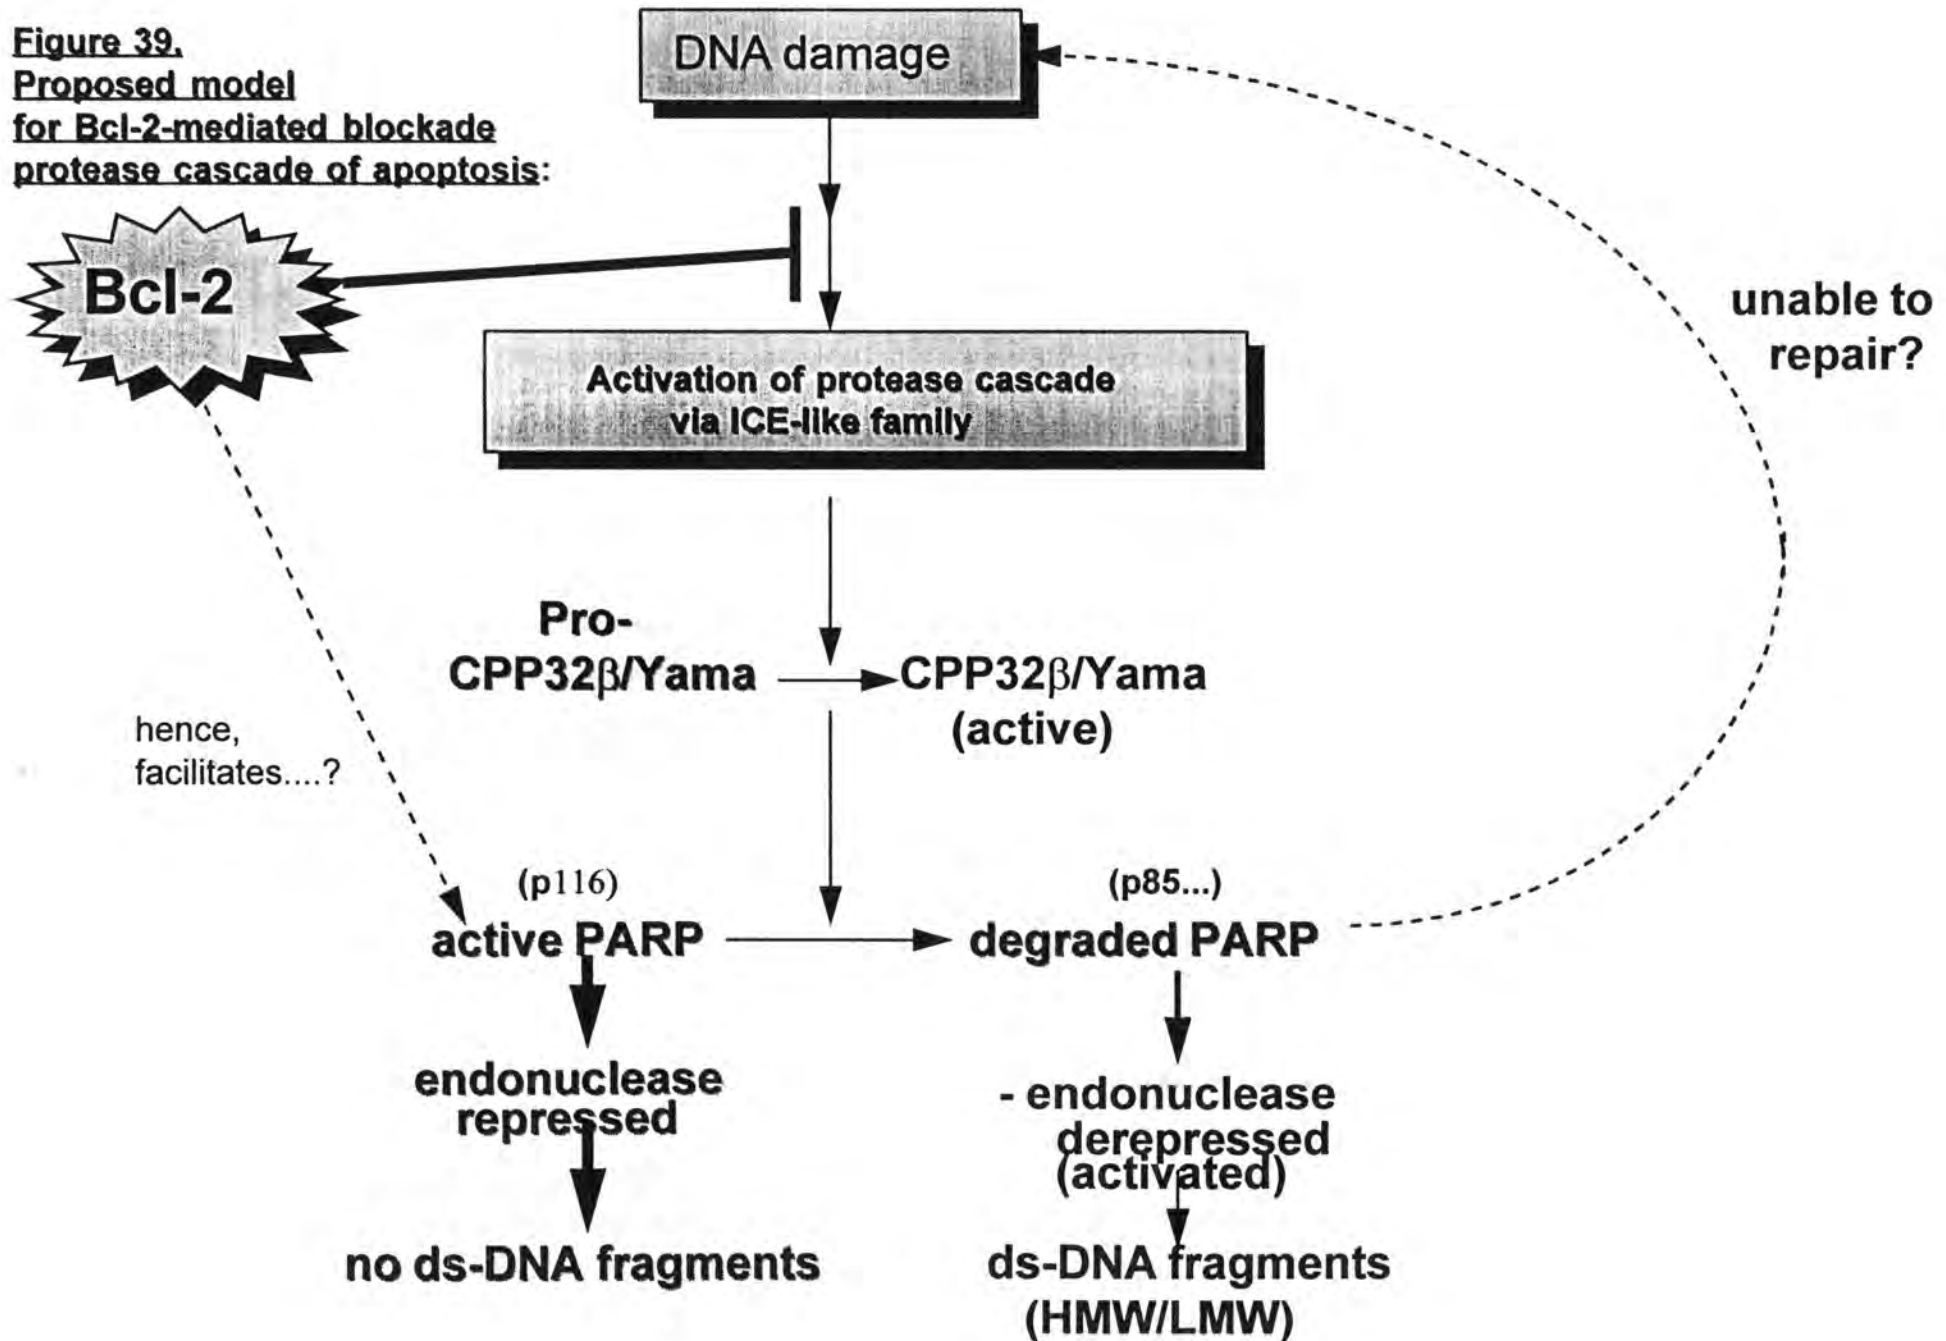 Figure 39.
Proposed model
for Bcl-2-mediated blockade
protease cascade of apoptosis:
DNA damage
Bcl-2
unable to
repair?
Activation of protease cascade
via ICE-like family
Pro-
CPP32β/Yama
CPP32β/Yama
(active)
hence,
facilitates....?
(p116)
(p85...)
active PARP
degraded PARP
endonuclease
repressed
- endonuclease
derepressed
(activated)
no ds-DNA fragments
ds-DNA fragments
(HMW/LMW)